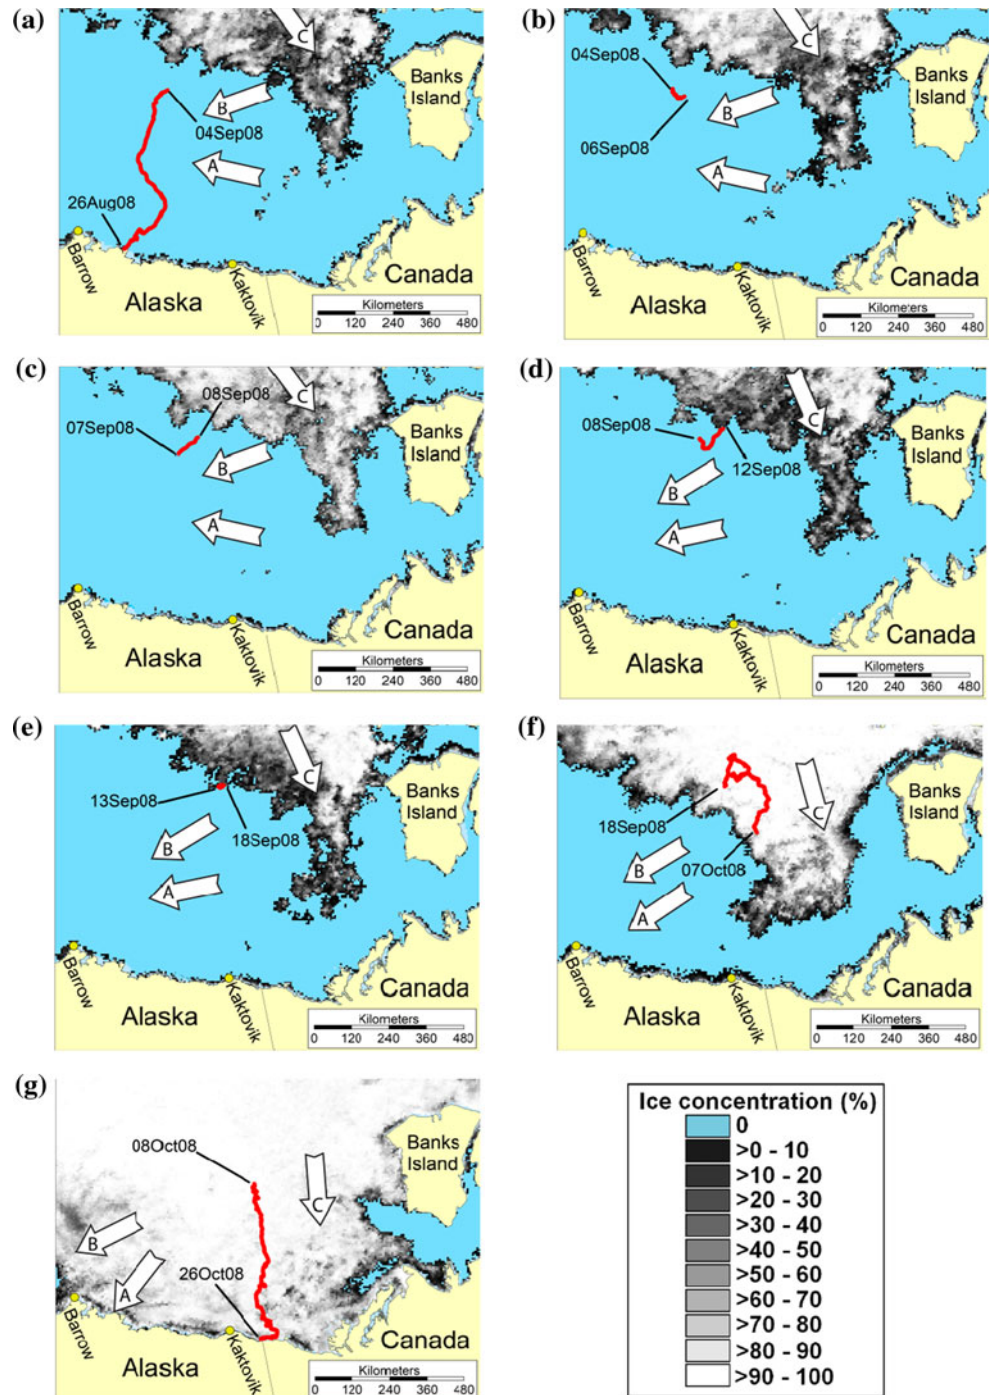 (a)
C
Banks
Island
B
04Sep08
A
26Aug08
Barrow
Kaktovik
Alaska
Canada
Kilometers
0 120 240 360 480
(b)
C
Banks
Island
04Sep08
B
06Sep08
A
Barrow
Kaktovik
Alaska
Canada
Kilometers
0 120 240 360 480
(c)
C
08Sep08
Banks
Island
07Sep08
B
A
Barrow
Kaktovik
Alaska
Canada
Kilometers
0 120 240 360 480
(d)
C
Banks
Island
08Sep08
12Sep08
B
A
Barrow
Kaktovik
Alaska
Canada
Kilometers
0 120 240 360 480
(e)
C
Banks
Island
13Sep08
18Sep08
B
A
Barrow
Kaktovik
Alaska
Canada
Kilometers
0 120 240 360 480
(f)
C
Banks
Island
18Sep08
07Oct08
B
A
Barrow
Kaktovik
Alaska
Canada
Kilometers
0 120 240 360 480
(g)
08Oct08
Banks
Island
C
B
26Oct08
A
Barrow
Kaktovik
Alaska
Canada
Kilometers
0 120 240 360 480
Ice concentration (%)
0
>0 - 10
>10 - 20
>20 - 30
>30 - 40
>40 - 50
>50 - 60
>60 - 70
>70 - 80
>80 - 90
>90 - 100